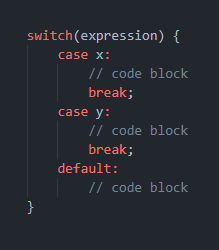 switch(expression) {
    case x:
        // code block
        break;
    case y:
        // code block
        break;
    default:
        // code block
}